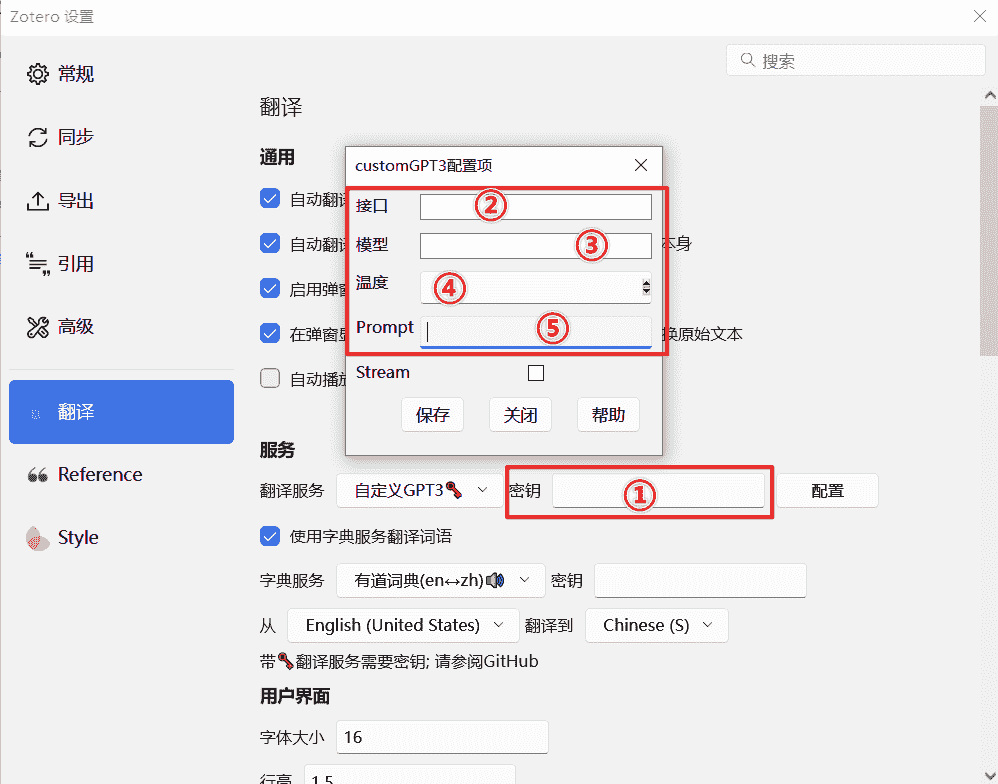 Zotero 设置
搜索
常规
同步
导出
引用
高级
翻译
Reference
Style
翻译
通用
自动翻
自动翻 本身
启用弹窗
在弹窗 换原始文本
自动播放
customGPT3配置项
接口 ②
模型 ③
温度 ④
Prompt ⑤
Stream
保存 关闭 帮助
服务
翻译服务 自定义GPT3 密钥 ① 配置
使用字典服务翻译词语
字典服务 有道词典(en↔zh) 密钥
从 English (United States) 翻译到 Chinese (S)
带 翻译服务需要密钥; 请参阅GitHub
用户界面
字体大小 16
行高 1.5